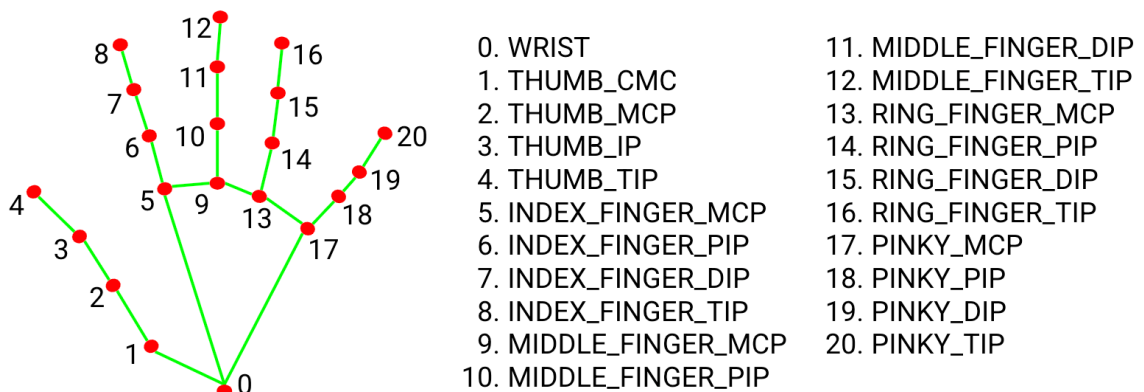 12
8
16
11
7
15
20
10
6
14
19
4
5
9
13
18
3
17
2
1
0
0. WRIST
1. THUMB_CMC
2. THUMB_MCP
3. THUMB_IP
4. THUMB_TIP
5. INDEX_FINGER_MCP
6. INDEX_FINGER_PIP
7. INDEX_FINGER_DIP
8. INDEX_FINGER_TIP
9. MIDDLE_FINGER_MCP
10. MIDDLE_FINGER_PIP
11. MIDDLE_FINGER_DIP
12. MIDDLE_FINGER_TIP
13. RING_FINGER_MCP
14. RING_FINGER_PIP
15. RING_FINGER_DIP
16. RING_FINGER_TIP
17. PINKY_MCP
18. PINKY_PIP
19. PINKY_DIP
20. PINKY_TIP